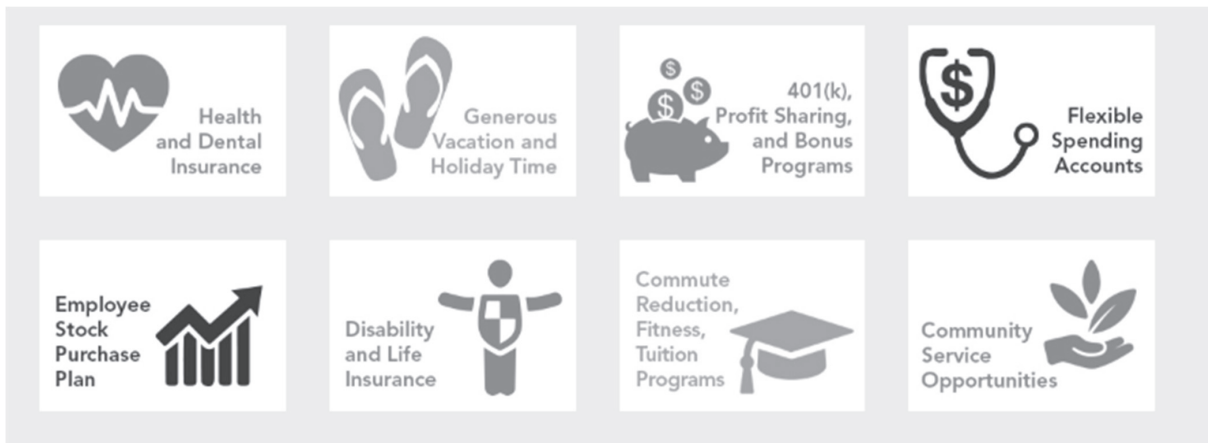 Health
and Dental
Insurance
Generous
Vacation and
Holiday Time
$
$
$
401(k),
Profit Sharing,
and Bonus
Programs
$
Flexible
Spending
Accounts
Employee
Stock
Purchase
Plan
Disability
and Life
Insurance
Commute
Reduction,
Fitness,
Tuition
Programs
Community
Service
Opportunities